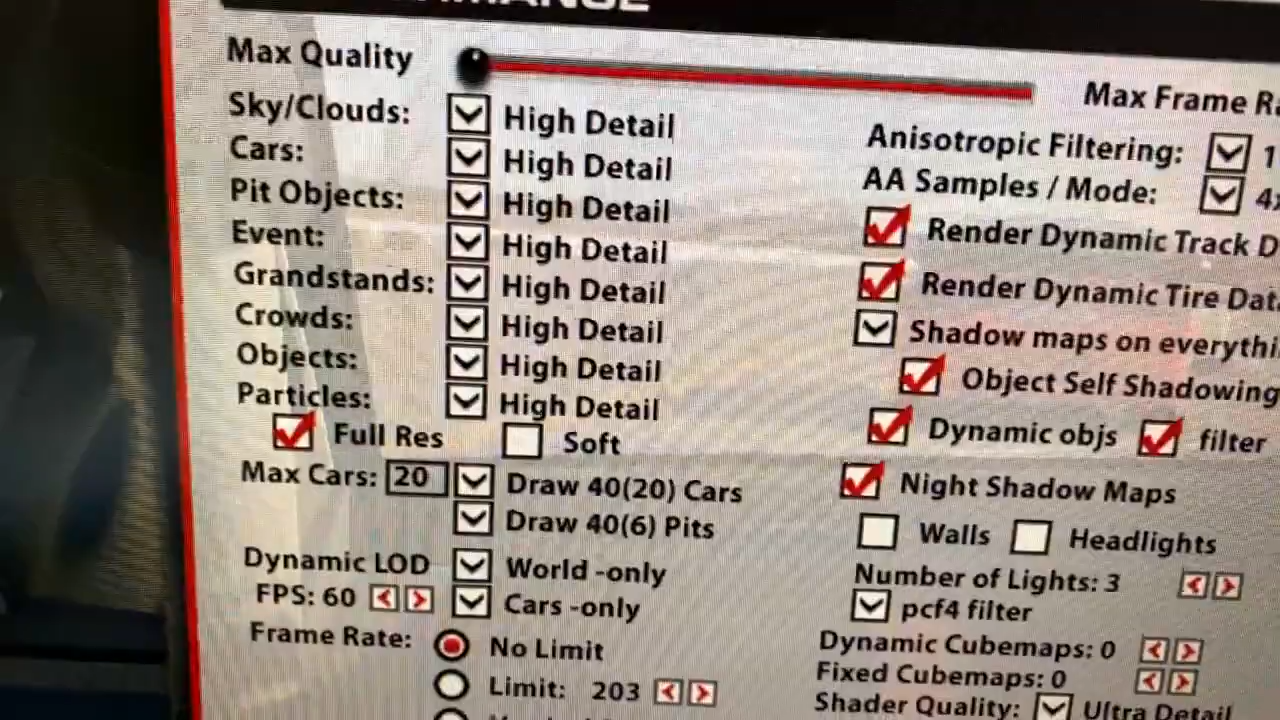 Max Quality
Max Frame
Sky/Clouds: High Detail
Cars: High Detail
Pit Objects: High Detail
Event: High Detail
Grandstands: High Detail
Crowds: High Detail
Objects: High Detail
Particles: High Detail
Full Res Soft
Max Cars: 20 Draw 40(20) Cars
Draw 40(6) Pits
Dynamic LOD World -only
FPS: 60 Cars -only
Frame Rate: No Limit
Limit: 203
Anisotropic Filtering: 1
AA Samples / Mode: 4x
Render Dynamic Track D
Render Dynamic Tire Dat
Shadow maps on everythi
Object Self Shadowing
Dynamic objs filter
Night Shadow Maps
Walls Headlights
Number of Lights: 3
pcf4 filter
Dynamic Cubemaps: 0
Fixed Cubemaps: 0
Shader Quality: Ultra Detail